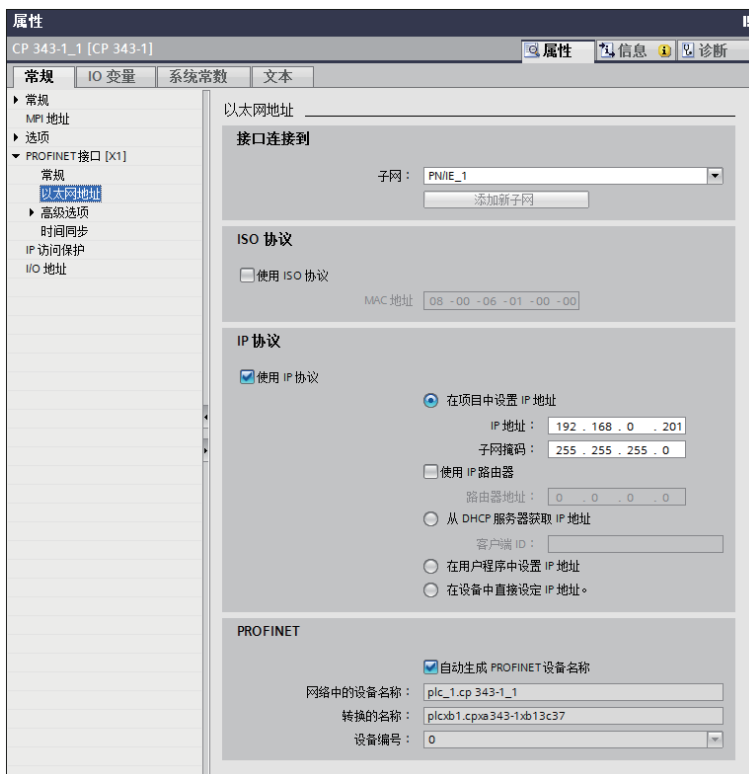 属性
CP 343-1_1 [CP 343-1]
属性 信息 诊断
常规 IO 变量 系统常数 文本
常规
MPI 地址
选项
PROFINET接口 [X1]
常规
以太网地址
高级选项
时间同步
IP 访问保护
I/O 地址
以太网地址
接口连接到
子网： PN/IE_1
添加新子网
ISO 协议
使用 ISO 协议
MAC 地址 08 -00 -06 -01 -00 -00
IP 协议
使用 IP 协议
在项目中设置 IP 地址
IP 地址： 192 . 168 . 0 . 201
子网掩码： 255 . 255 . 255 . 0
使用 IP 路由器
路由器地址： 0 . 0 . 0 . 0
从 DHCP 服务器获取 IP 地址
客户端 ID：
在用户程序中设置 IP 地址
在设备中直接设定 IP 地址。
PROFINET
自动生成 PROFINET 设备名称
网络中的设备名称： plc_1.cp 343-1_1
转换的名称： plcxb1.cpxa343-1xb13c37
设备编号： 0